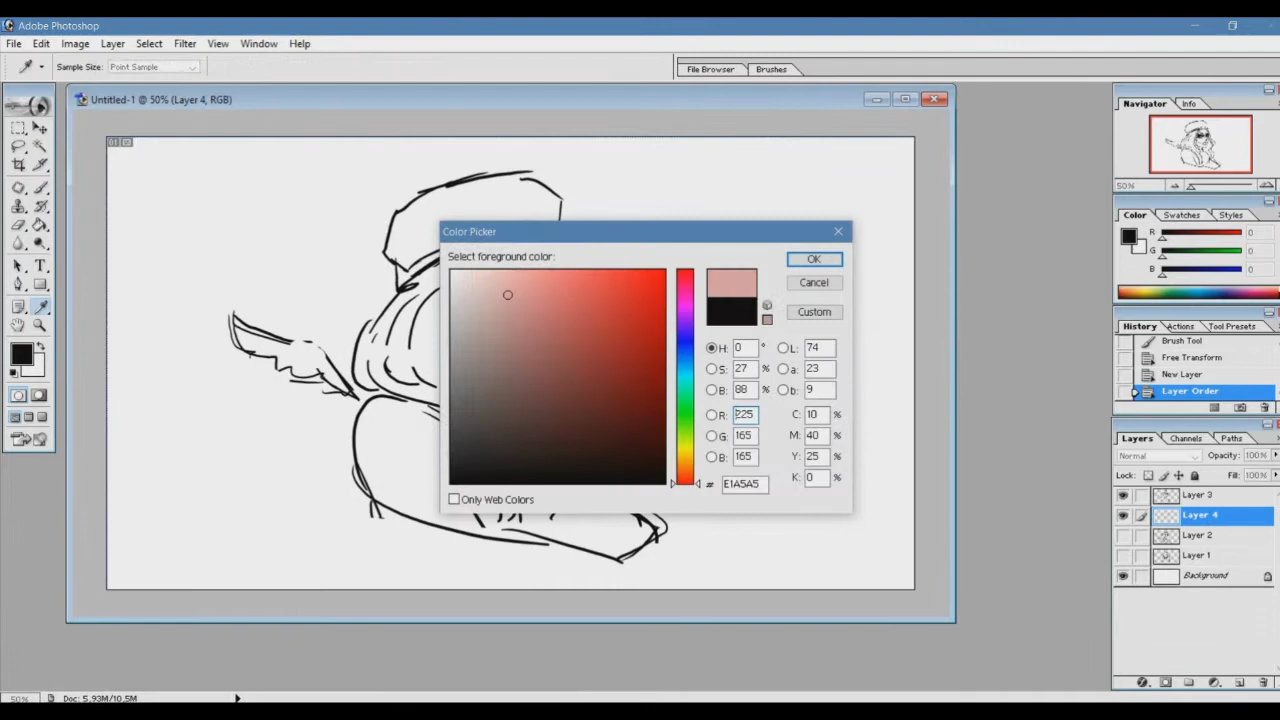 Adobe Photoshop
File Edit Image Layer Select Filter View Window Help
Sample Size: Point Sample
File Browser Brushes
Untitled-1 @ 50% (Layer 4, RGB)
Navigator Info
50%
Color Swatches Styles
R 0
G 0
B 0
Color Picker
Select foreground color:
OK
Cancel
Custom
H: 0 ° L: 74
S: 27 % a: 23
B: 88 % b: 9
R: 225 C: 10 %
G: 165 M: 40 %
B: 165 Y: 25 %
K: 0 %
# E1A5A5
Only Web Colors
History Actions Tool Presets
Brush Tool
Free Transform
New Layer
Layer Order
Layers Channels Paths
Normal Opacity: 100%
Lock: Fill: 100%
Layer 3
Layer 4
Layer 2
Layer 1
Background
50% Doc: 5,93M/10,5M